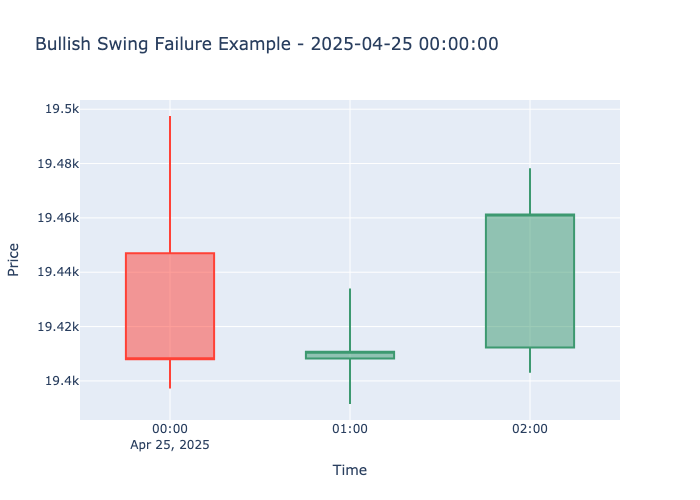 Bullish Swing Failure Example - 2025-04-25 00:00:00
19.5k
19.48k
19.46k
19.44k
19.42k
19.4k
Price
00:00
Apr 25, 2025
01:00
02:00
Time